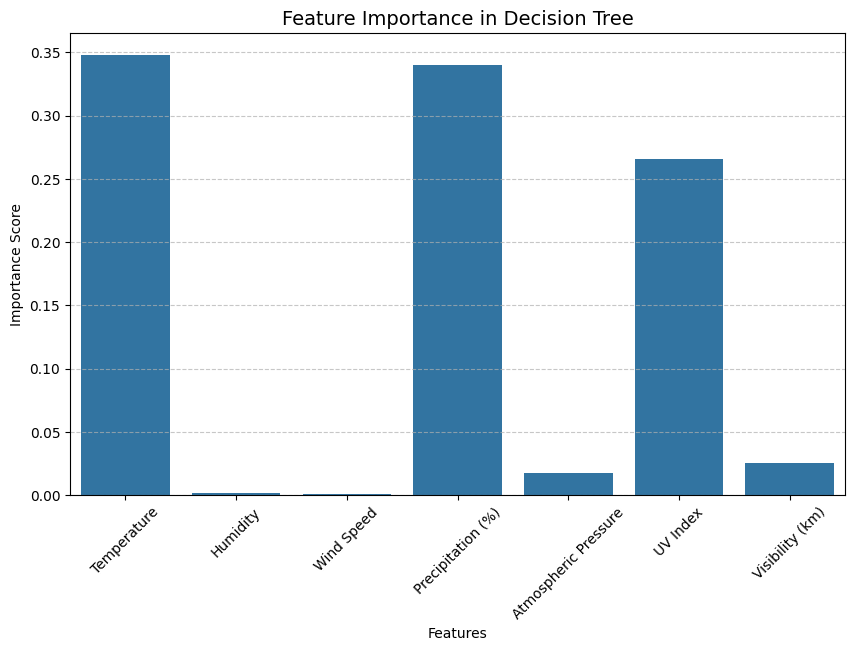 Feature Importance in Decision Tree
Importance Score
0.35
0.30
0.25
0.20
0.15
0.10
0.05
0.00
Temperature
Humidity
Wind Speed
Precipitation (%)
Atmospheric Pressure
UV Index
Visibility (km)
Features